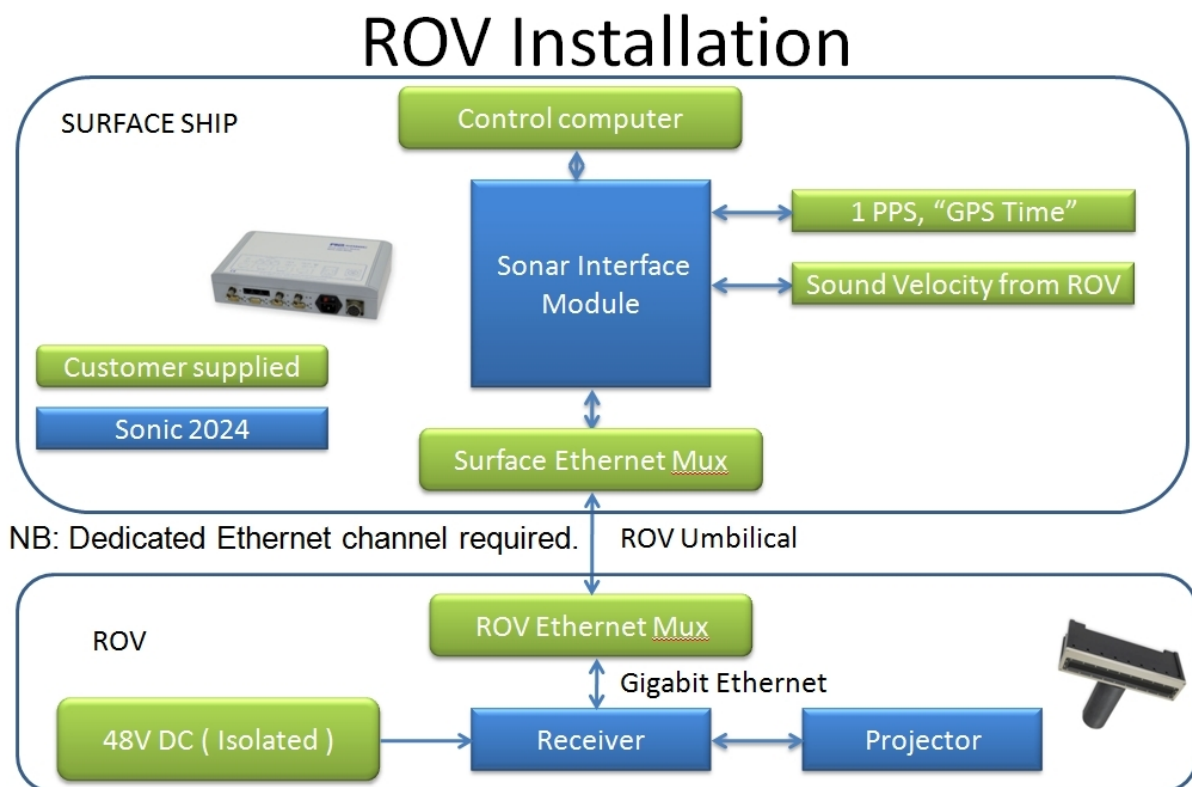 ROV Installation
SURFACE SHIP
Control computer
Sonar Interface
Module
1 PPS, “GPS Time”
Sound Velocity from ROV
Customer supplied
Sonic 2024
Surface Ethernet Mux
NB: Dedicated Ethernet channel required.
ROV Umbilical
ROV
ROV Ethernet Mux
Gigabit Ethernet
48V DC ( Isolated )
Receiver
Projector